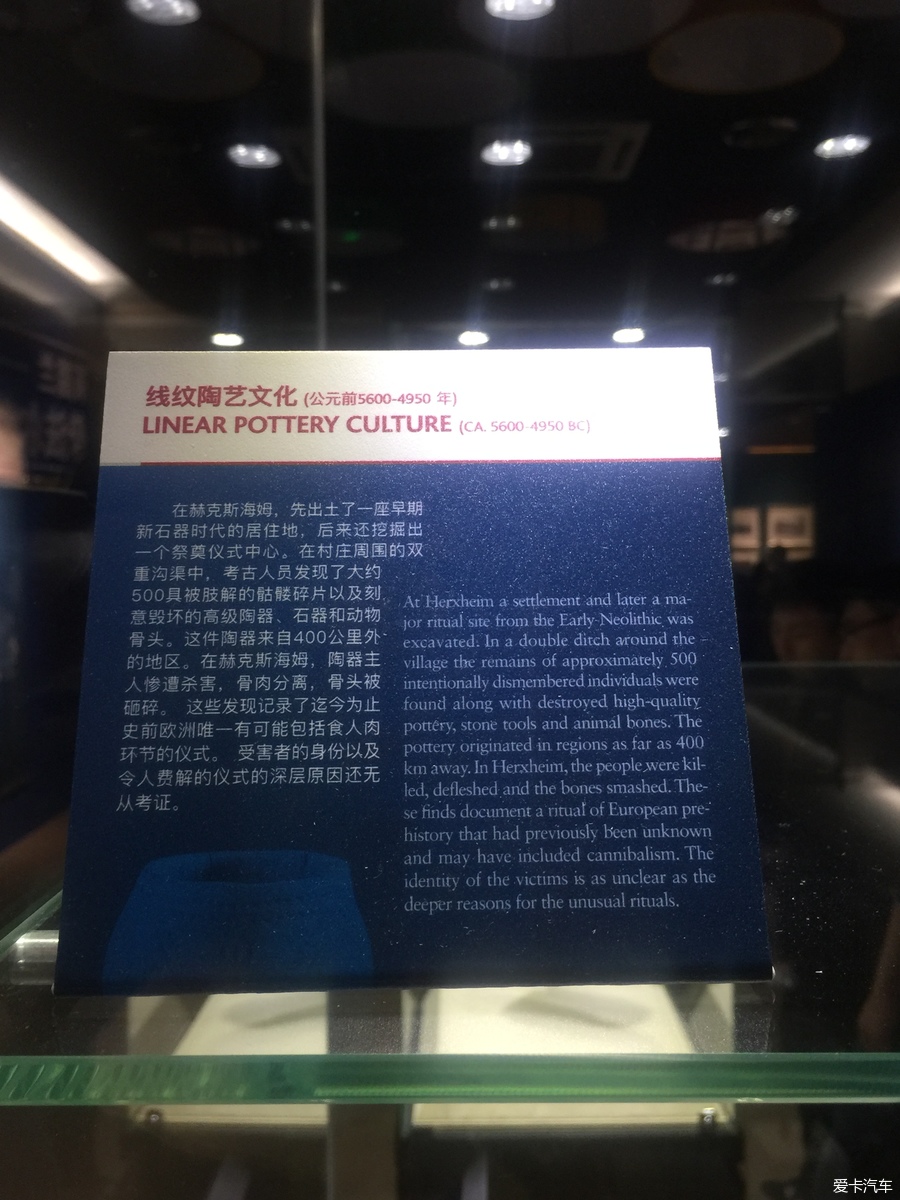 线纹陶艺文化 (公元前5600-4950 年)
LINEAR POTTERY CULTURE (CA. 5600-4950 BC)
在赫克斯海姆，先出土了一座早期
新石器时代的居住地，后来还挖掘出
一个祭奠仪式中心。在村庄周围的双
重沟渠中，考古人员发现了大约
500具被肢解的骷髅碎片以及刻
意毁坏的高级陶器、石器和动物
骨头。这件陶器来自400公里外
的地区。在赫克斯海姆，陶器主
人惨遭杀害，骨肉分离，骨头被
砸碎。 这些发现记录了迄今为止
史前欧洲唯一有可能包括食人肉
环节的仪式。 受害者的身份以及
令人费解的仪式的深层原因还无
从考证。
At Herxheim a settlement and later a ma-
jor ritual site from the Early Neolithic was
excavated. In a double ditch around the
village the remains of approximately 500
intentionally dismembered individuals were
found along with destroyed high-quality
pottery, stone tools and animal bones. The
pottery originated in regions as far as 400
km away. In Herxheim, the people were kil-
led, defleshed and the bones smashed. The-
se finds document a ritual of European pre-
history that had previously been unknown
and may have included cannibalism. The
identity of the victims is as unclear as the
deeper reasons for the unusual rituals.
爱卡汽车